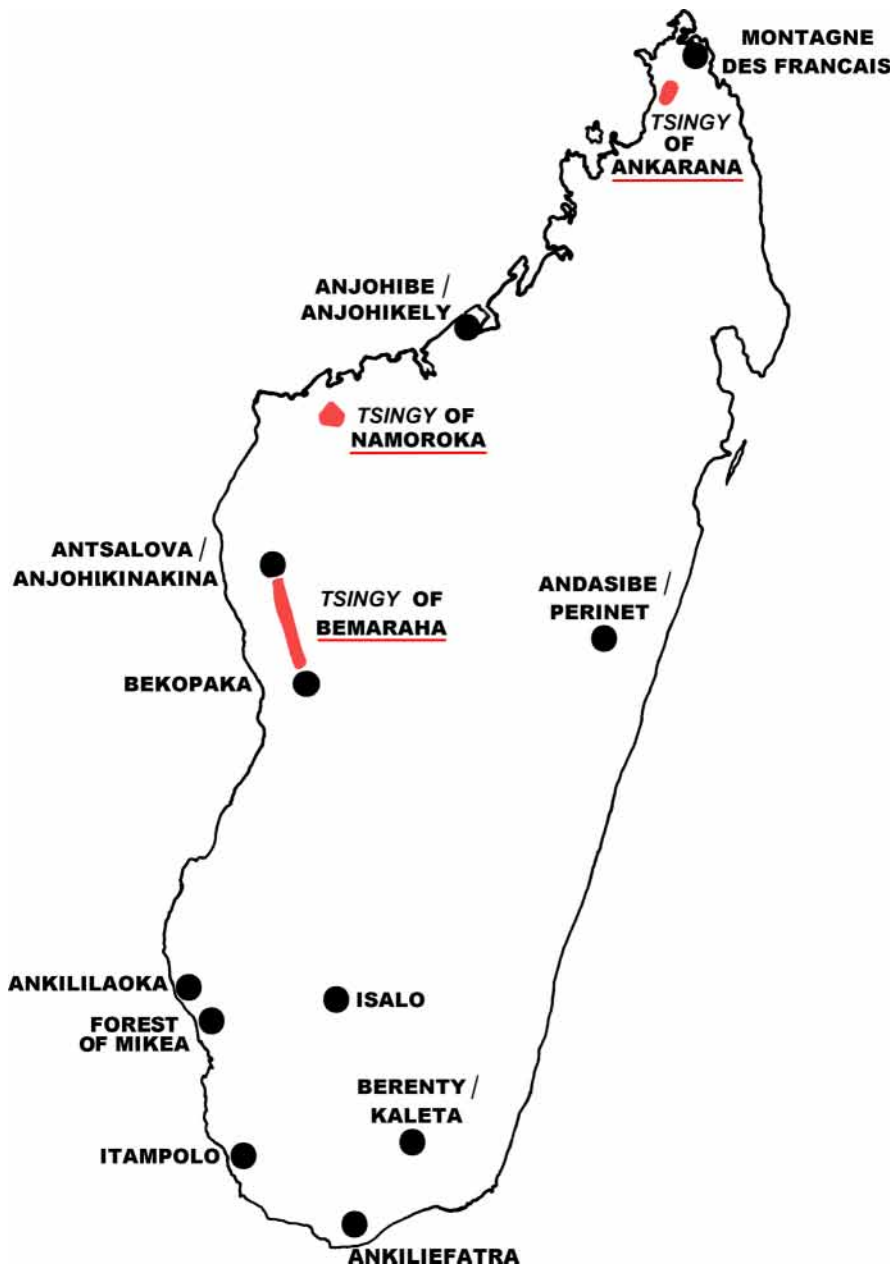 MONTAGNE
DES FRANCAIS
TSINGY
OF
ANKARANA
ANJOHIBE /
ANJOHIKELY
TSINGY OF
NAMOROKA
ANTSALOVA /
ANJOHIKINAKINA
TSINGY OF
BEMARAHA
ANDASIBE /
PERINET
BEKOPAKA
ANKILILAOKA
ISALO
FOREST
OF MIKEA
BERENTY /
KALETA
ITAMPOLO
ANKILIEFATRA